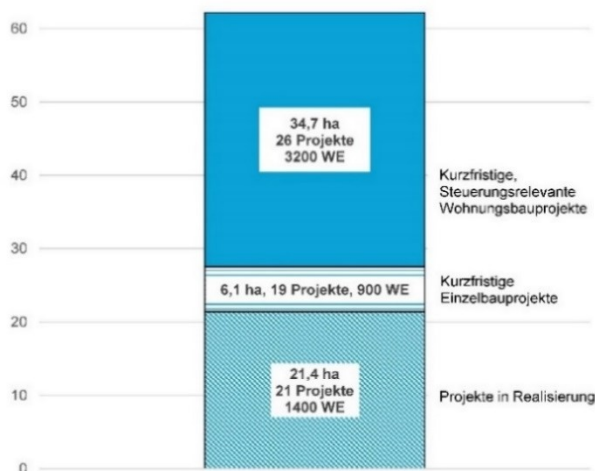 60
50
40
30
20
10
0
34,7 ha
26 Projekte
3200 WE
Kurzfristige,
Steuerungsrelevante
Wohnungsbauprojekte
6,1 ha, 19 Projekte, 900 WE
Kurzfristige
Einzelbauprojekte
21,4 ha
21 Projekte
1400 WE
Projekte in Realisierung